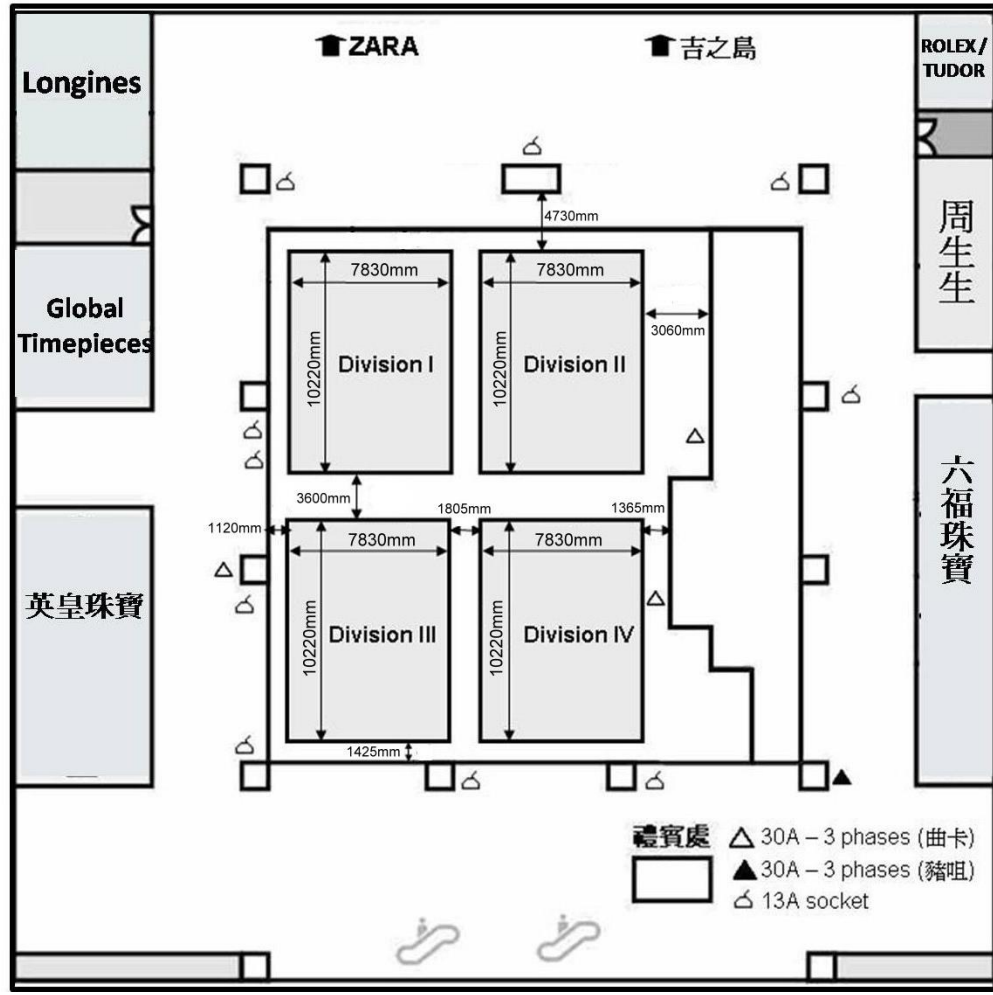 ZARA
吉之島
ROLEX/
TUDOR
Longines
4730mm
周生生
7830mm
7830mm
Global
Timepieces
3060mm
10220mm
Division I
10220mm
Division II
六福珠寶
3600mm
1805mm
1365mm
1120mm
7830mm
7830mm
英皇珠寶
10220mm
Division III
10220mm
Division IV
1425mm
禮賓處
30A – 3 phases (曲卡)
30A – 3 phases (豬咀)
13A socket